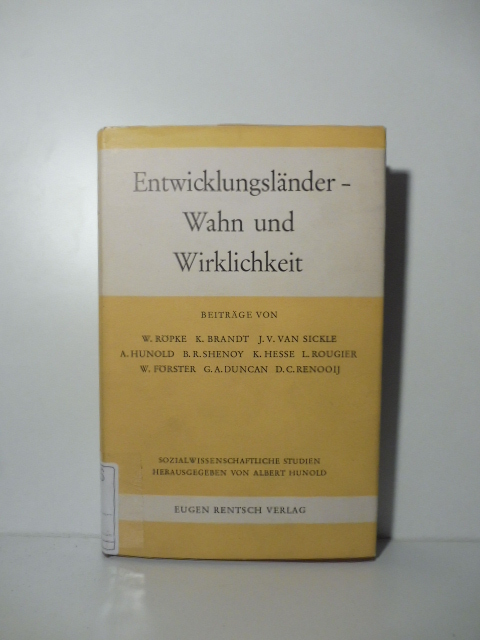 Entwicklungsländer –
Wahn und
Wirklichkeit
BEITRÄGE VON
W. RÖPKE K. BRANDT J. V. VAN SICKLE
A. HUNOLD B. R. SHENOY K. HESSE L. ROUGIER
W. FÖRSTER G. A. DUNCAN D. C. RENOOIJ
SOZIALWISSENSCHAFTLICHE STUDIEN
HERAUSGEGEBEN VON ALBERT HUNOLD
EUGEN RENTSCH VERLAG